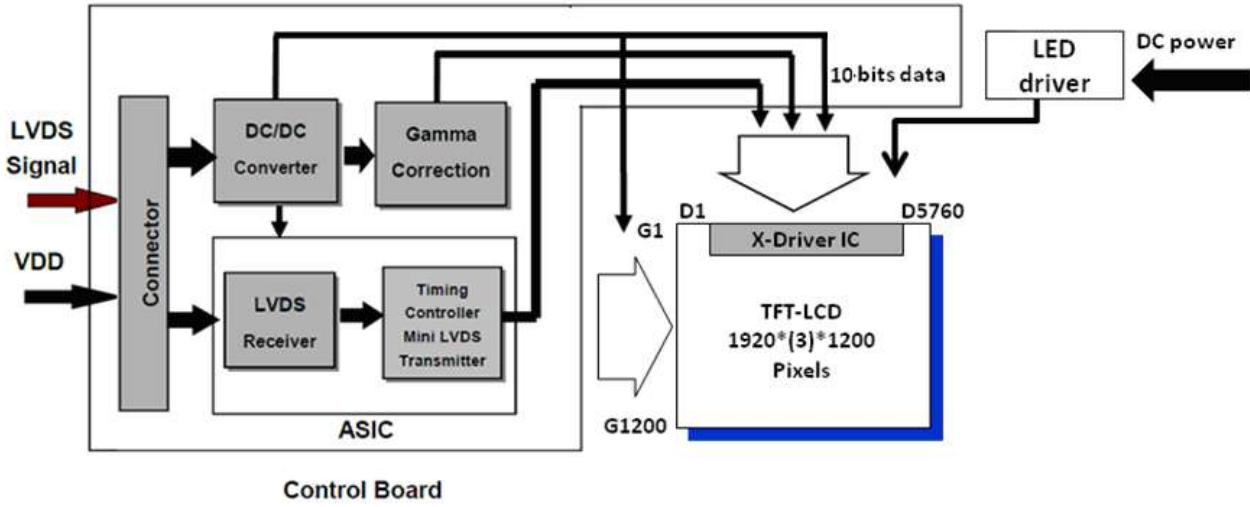 LVDS
Signal
VDD
Connector
DC/DC
Converter
Gamma
Correction
LVDS
Receiver
Timing
Controller
Mini LVDS
Transmitter
ASIC
Control Board
10-bits data
LED
driver
DC power
D1
D5760
G1
X-Driver IC
TFT-LCD
1920*(3)*1200
Pixels
G1200